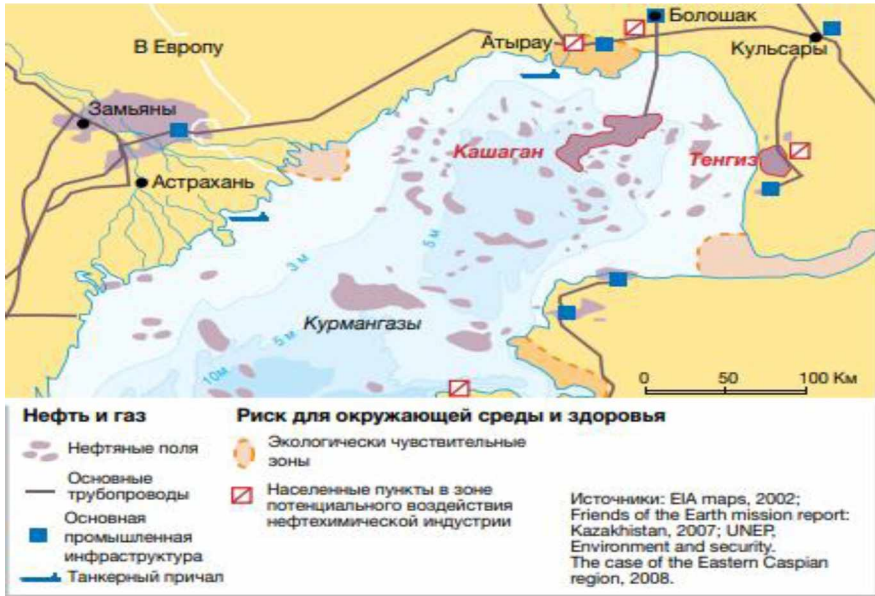 Болошак
В Европу
Атырау
Кульсары
Замьяны
Кашаган
Тенгиз
Астрахань
5 м
3 м
Курмангазы
5 м
10м
0 50 100 Км
Нефть и газ
Нефтяные поля
Основные
трубопроводы
Основная
промышленная
инфраструктура
Танкерный причал
Риск для окружающей среды и здоровья
Экологически чувствительные
зоны
Населенные пункты в зоне
потенциального воздействия
нефтехимической индустрии
Источники: EIA maps, 2002;
Friends of the Earth mission report:
Kazakhistan, 2007; UNEP,
Environment and security.
The case of the Eastern Caspian
region, 2008.